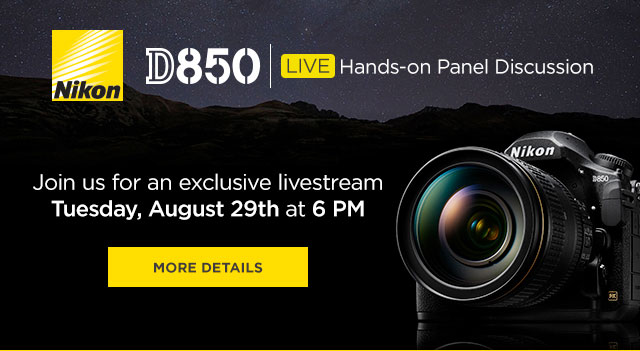 Nikon
D850
LIVE Hands-on Panel Discussion
Nikon
D850
Join us for an exclusive livestream
Tuesday, August 29th at 6 PM
MORE DETAILS